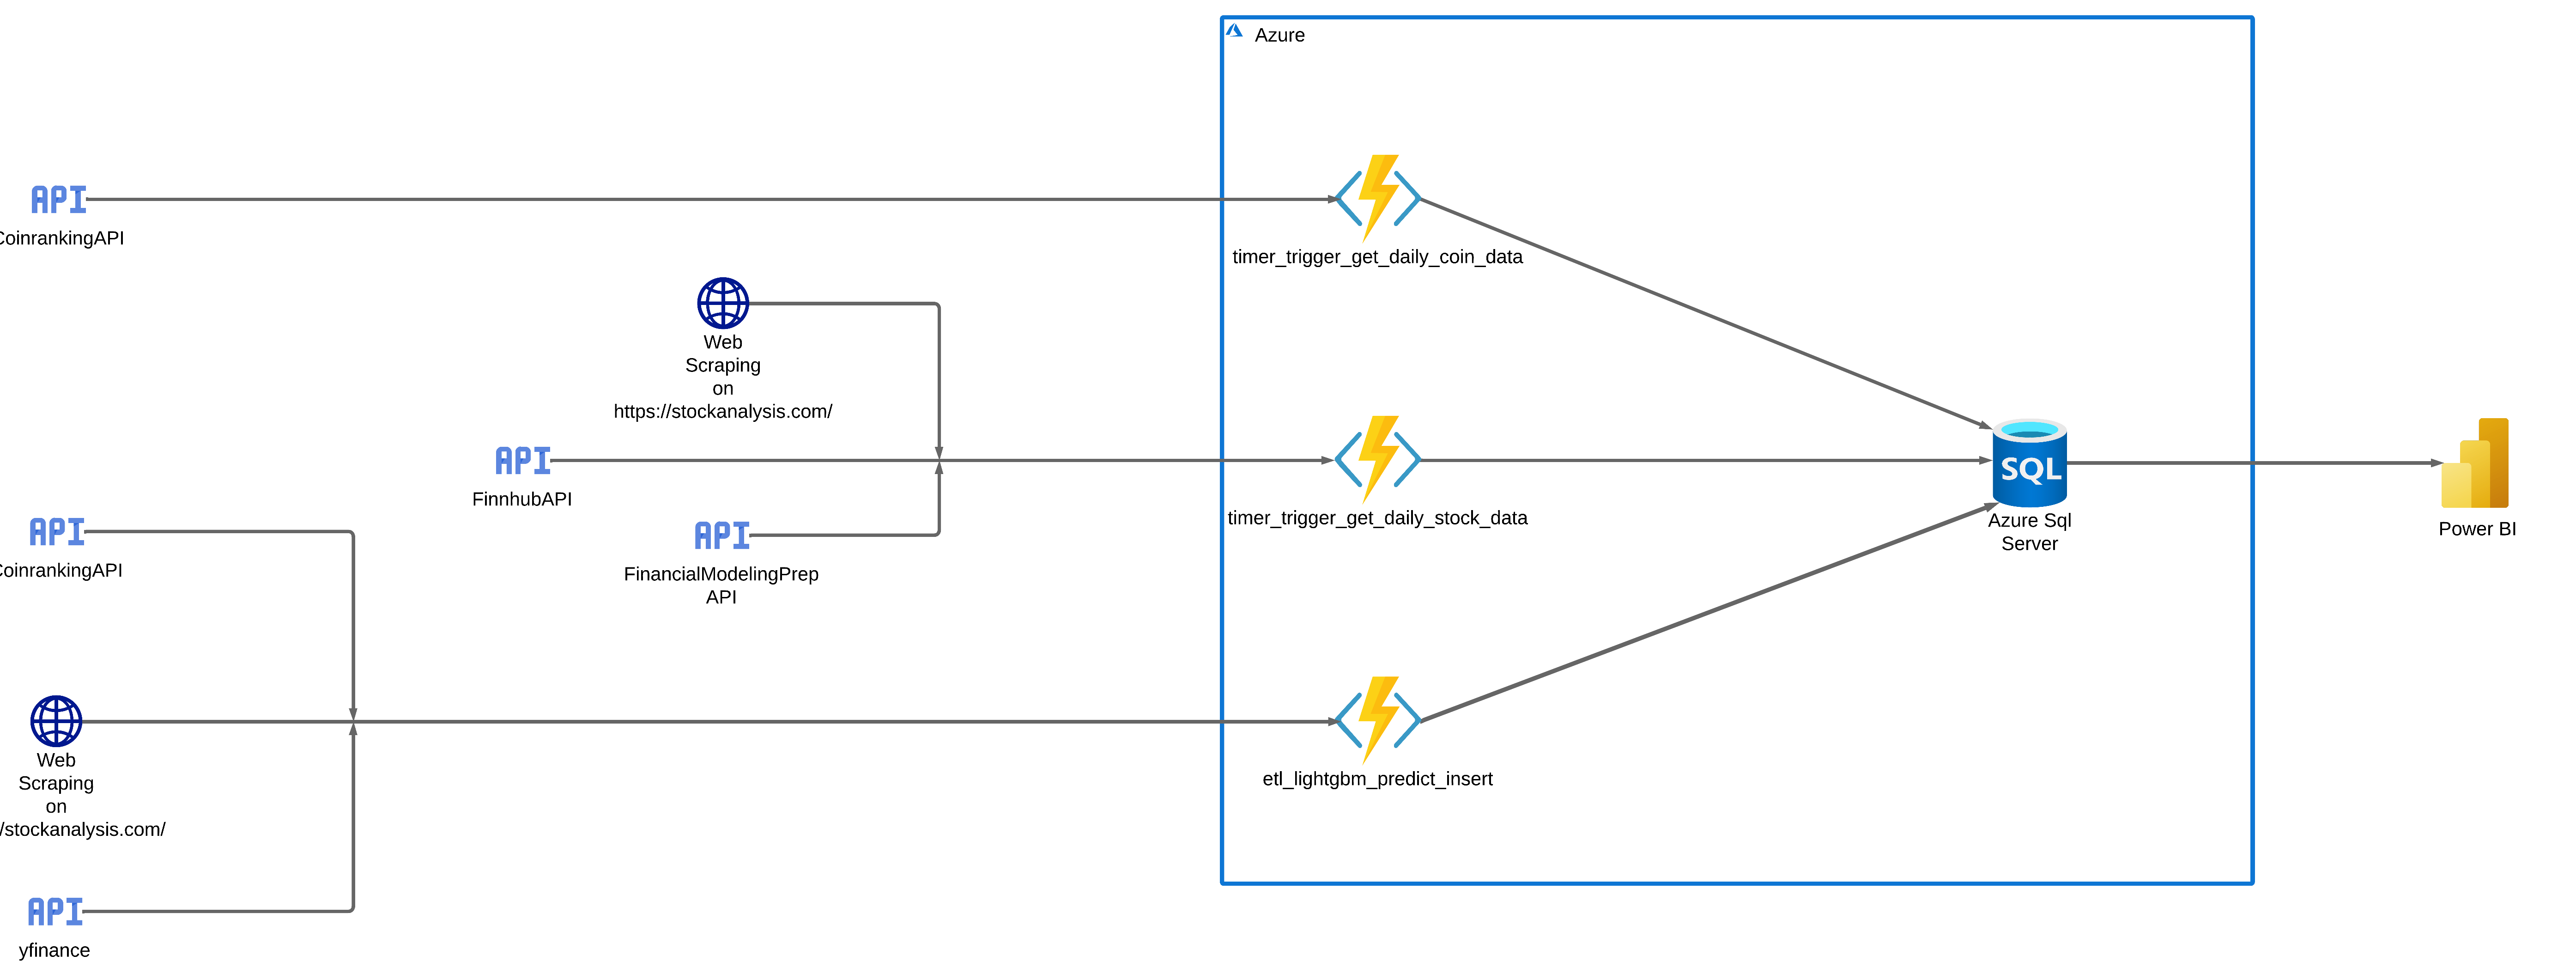 Azure
API
CoinrankingAPI
timer_trigger_get_daily_coin_data
Web
Scraping
on
https://stockanalysis.com/
API
FinnhubAPI
timer_trigger_get_daily_stock_data
SQL
Azure Sql
Server
Power BI
API
CoinrankingAPI
API
FinancialModelingPrep
API
Web
Scraping
on
/stockanalysis.com/
etl_lightgbm_predict_insert
API
yfinance